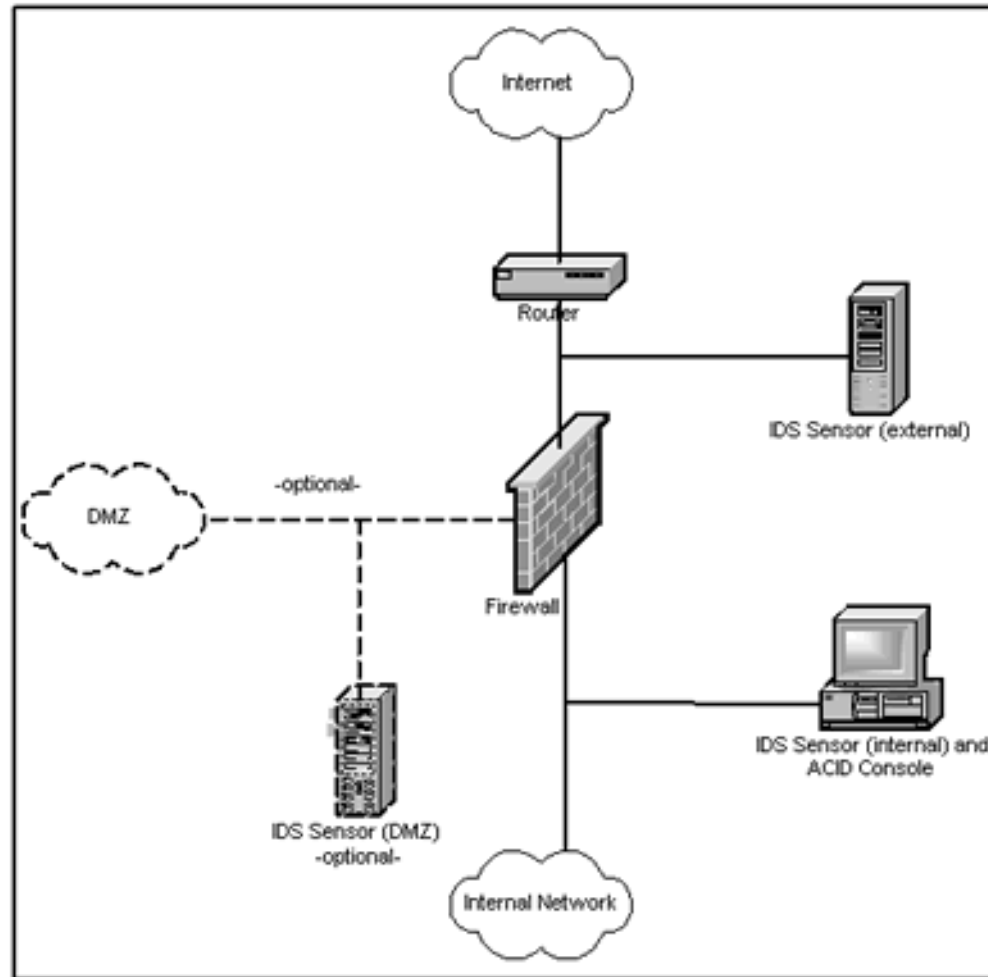 Internet
Router
IDS Sensor (external)
-optional-
DMZ
Firewall
IDS Sensor (internal) and
ACID Console
IDS Sensor (DMZ)
-optional-
Internal Network